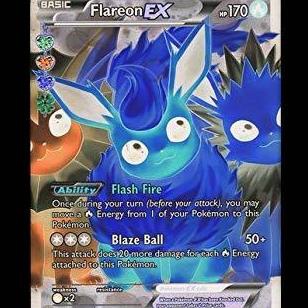 BASIC
Flareon EX HP170
Ability Flash Fire
Once during your turn (before your attack), you may
move a Energy from 1 of your Pokémon to this
Pokémon.
Blaze Ball 50+
This attack does 20 more damage for each Energy
attached to this Pokémon.
weakness resistance
×2